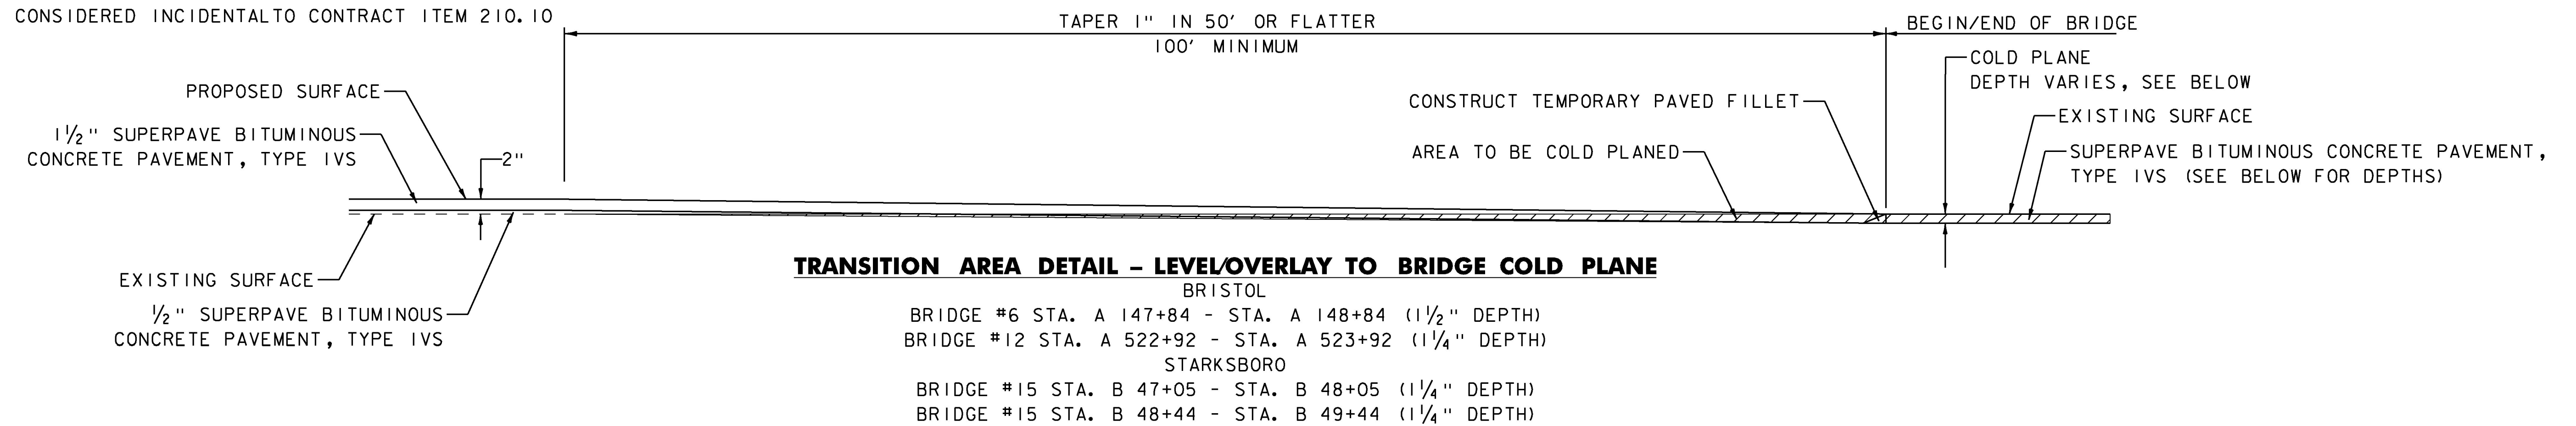 CONSIDERED INCIDENTAL TO CONTRACT ITEM 210.10
TAPER 1" IN 50' OR FLATTER
100' MINIMUM
BEGIN/END OF BRIDGE
COLD PLANE
DEPTH VARIES, SEE BELOW
PROPOSED SURFACE
CONSTRUCT TEMPORARY PAVED FILLET
EXISTING SURFACE
1½" SUPERPAVE BITUMINOUS
CONCRETE PAVEMENT, TYPE IVS
2"
AREA TO BE COLD PLANED
SUPERPAVE BITUMINOUS CONCRETE PAVEMENT,
TYPE IVS (SEE BELOW FOR DEPTHS)
EXISTING SURFACE
½" SUPERPAVE BITUMINOUS
CONCRETE PAVEMENT, TYPE IVS
TRANSITION AREA DETAIL – LEVEL/OVERLAY TO BRIDGE COLD PLANE
BRISTOL
BRIDGE #6 STA. A 147+84 - STA. A 148+84 (1½" DEPTH)
BRIDGE #12 STA. A 522+92 - STA. A 523+92 (1¼" DEPTH)
STARKSBORO
BRIDGE #15 STA. B 47+05 - STA. B 48+05 (1¼" DEPTH)
BRIDGE #15 STA. B 48+44 - STA. B 49+44 (1¼" DEPTH)